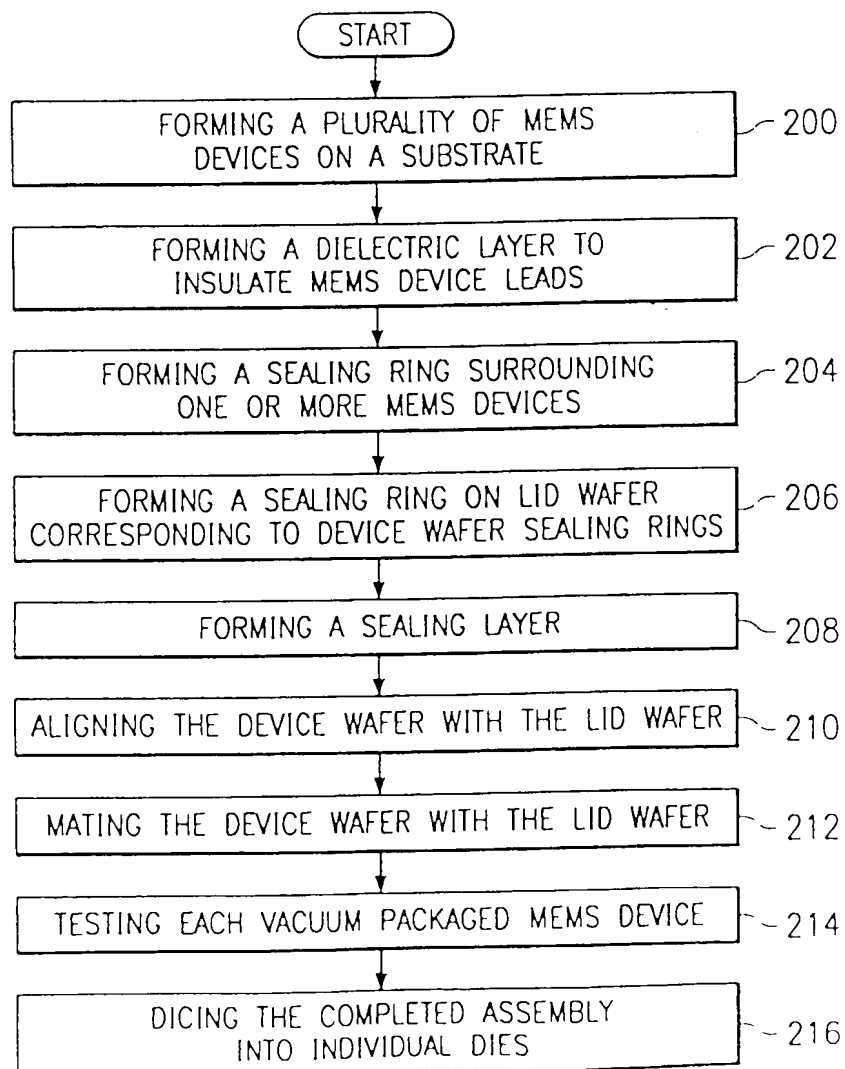 START
FORMING A PLURALITY OF MEMS
DEVICES ON A SUBSTRATE
200
FORMING A DIELECTRIC LAYER TO
INSULATE MEMS DEVICE LEADS
202
FORMING A SEALING RING SURROUNDING
ONE OR MORE MEMS DEVICES
204
FORMING A SEALING RING ON LID WAFER
CORRESPONDING TO DEVICE WAFER SEALING RINGS
206
FORMING A SEALING LAYER
208
ALIGNING THE DEVICE WAFER WITH THE LID WAFER
210
MATING THE DEVICE WAFER WITH THE LID WAFER
212
TESTING EACH VACUUM PACKAGED MEMS DEVICE
214
DICING THE COMPLETED ASSEMBLY
INTO INDIVIDUAL DIES
216